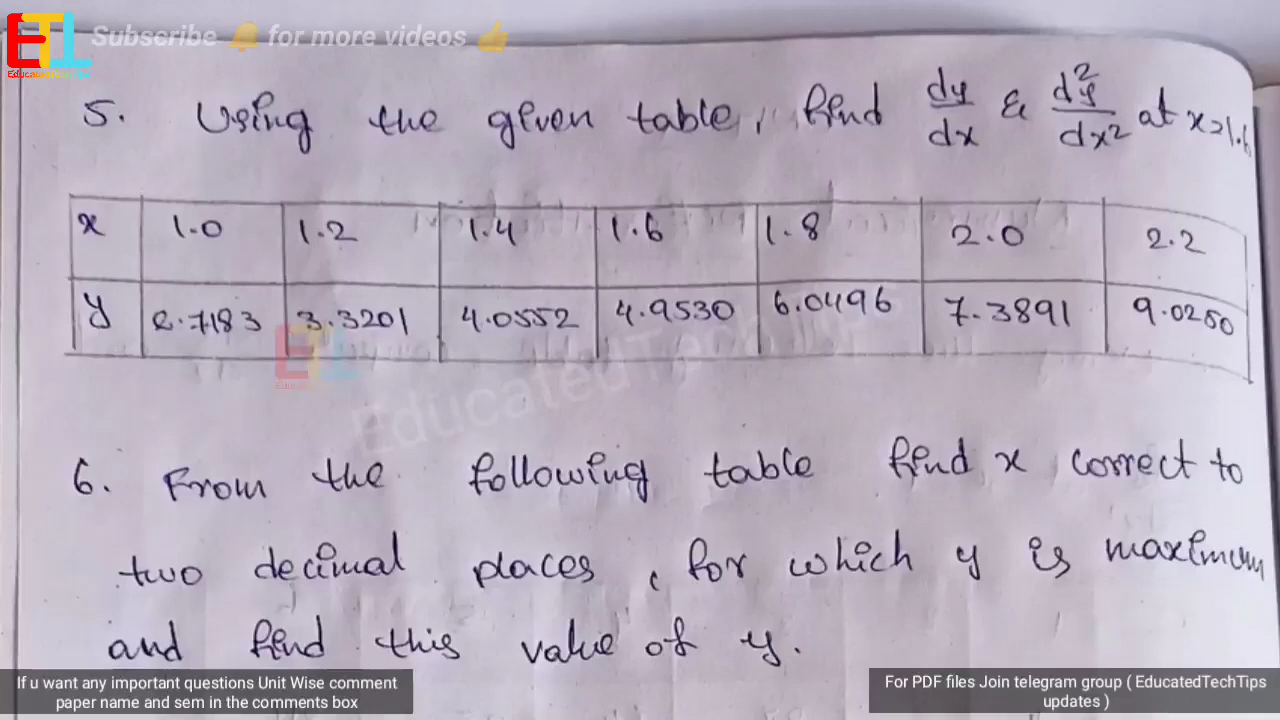 ETL
Subscribe 🔔 for more videos 👍
EducatedTechTips
5. Using the given table, find dy/dx & d²y/dx² at x=1.6
x 1.0 1.2 1.4 1.6 1.8 2.0 2.2
y 2.7183 3.3201 4.0552 4.9530 6.0496 7.3891 9.0250
EducatedTech Tips
6. From the following table find x correct to
two decimal places, for which y is maximum
and find this value of y.
If u want any important questions Unit Wise comment
paper name and sem in the comments box
For PDF files Join telegram group ( EducatedTechTips
updates )